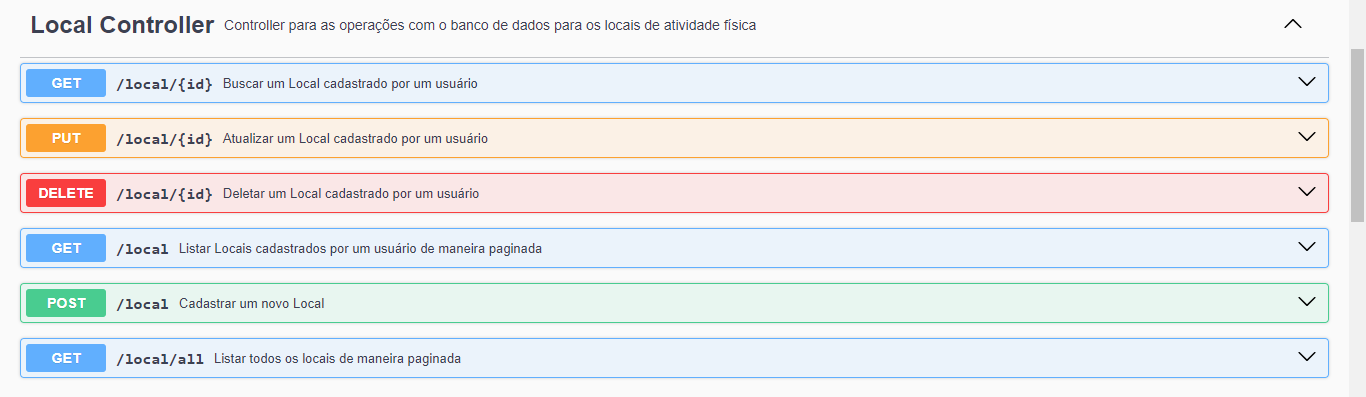 Local Controller Controller para as operações com o banco de dados para os locais de atividade física
GET /local/{id} Buscar um Local cadastrado por um usuário
PUT /local/{id} Atualizar um Local cadastrado por um usuário
DELETE /local/{id} Deletar um Local cadastrado por um usuário
GET /local Listar Locais cadastrados por um usuário de maneira paginada
POST /local Cadastrar um novo Local
GET /local/all Listar todos os locais de maneira paginada